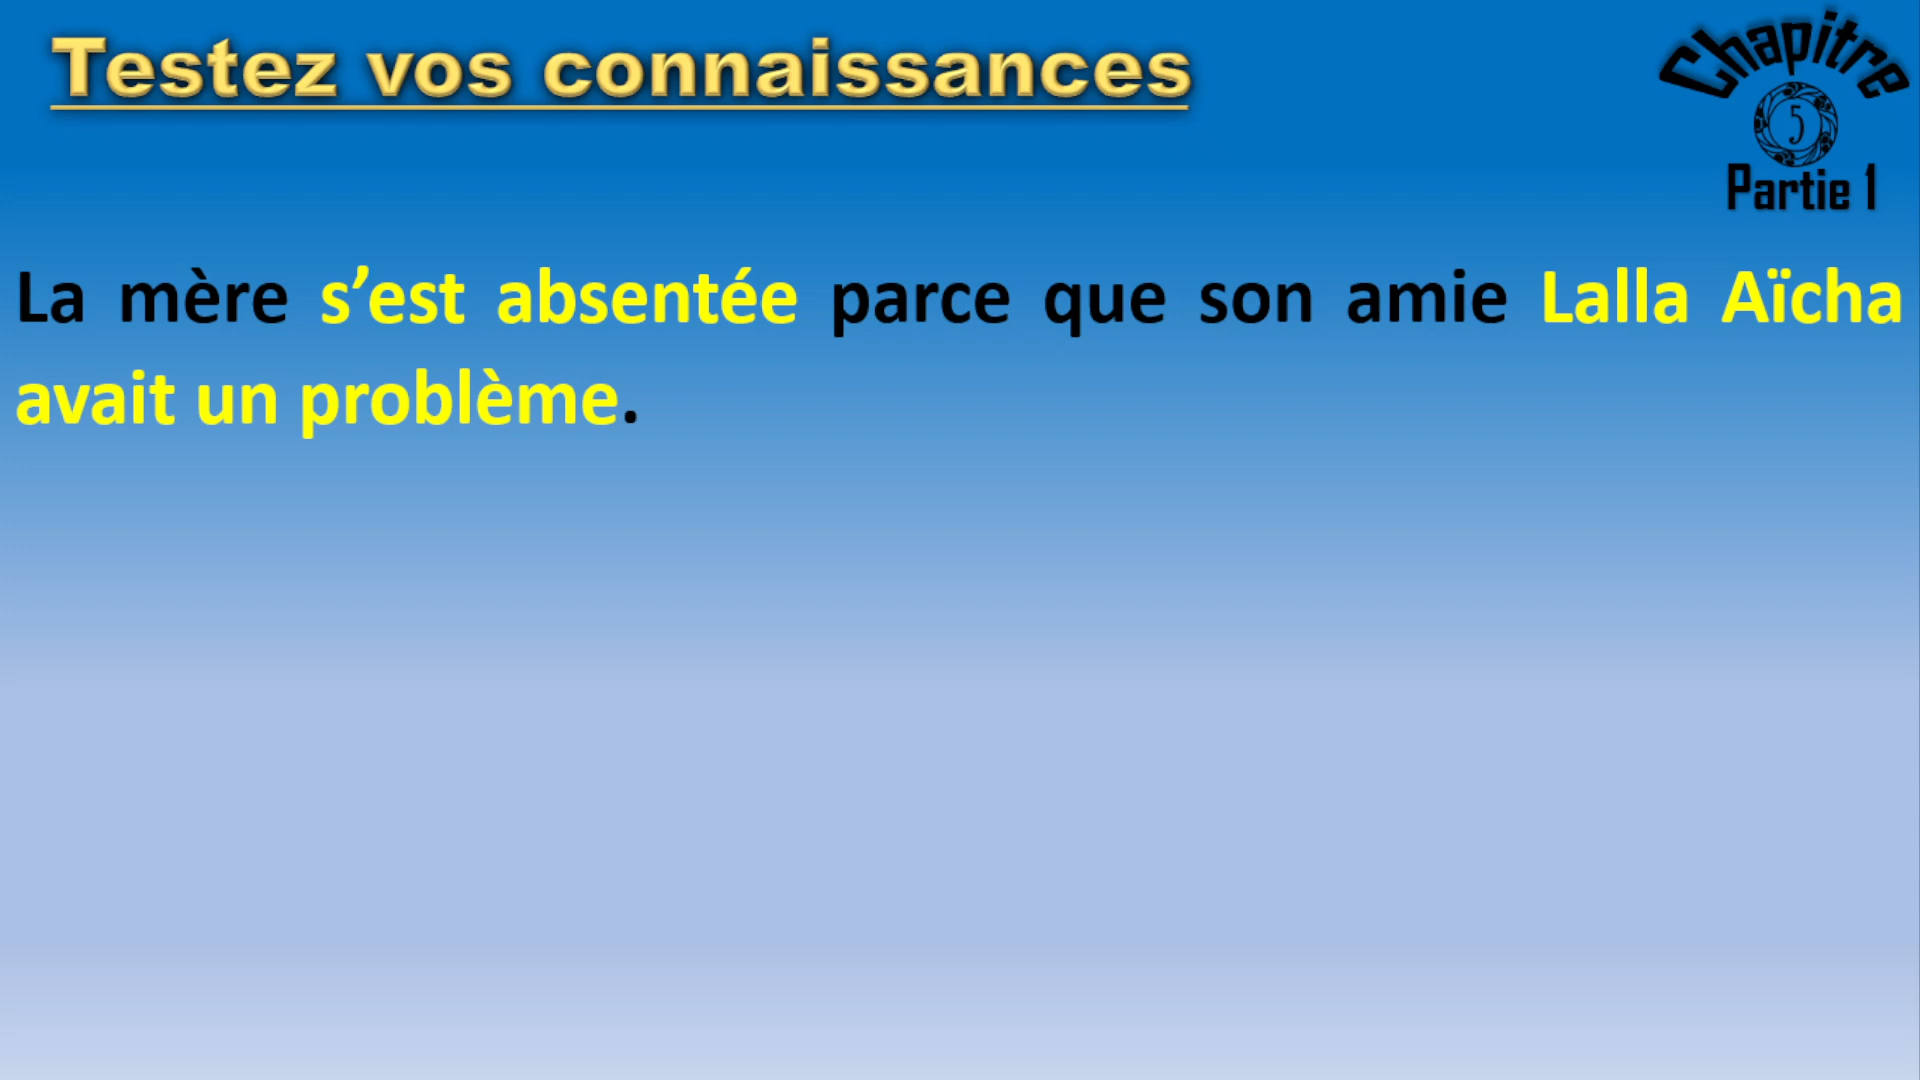 Testez vos connaissances
Chapitre
5
Partie 1
La mère s’est absentée parce que son amie Lalla Aïcha
avait un problème.